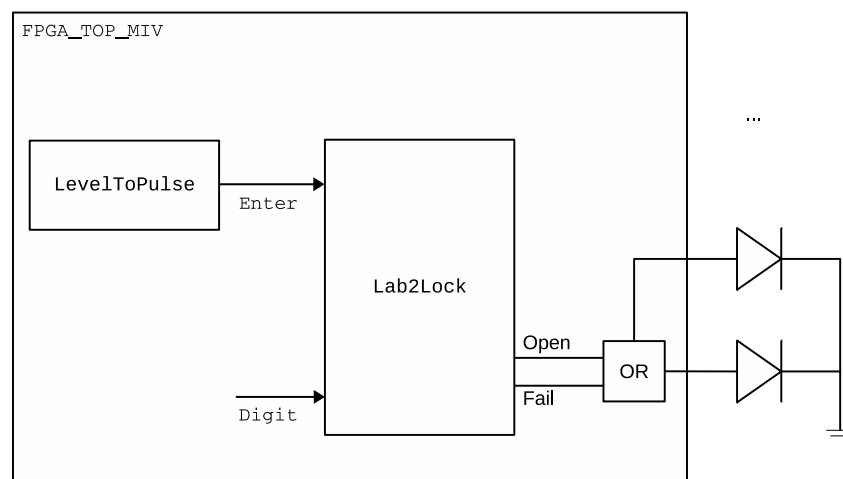 FPGA_TOP_MIV
...
LevelToPulse
Enter
Lab2Lock
Open
OR
Fail
Digit